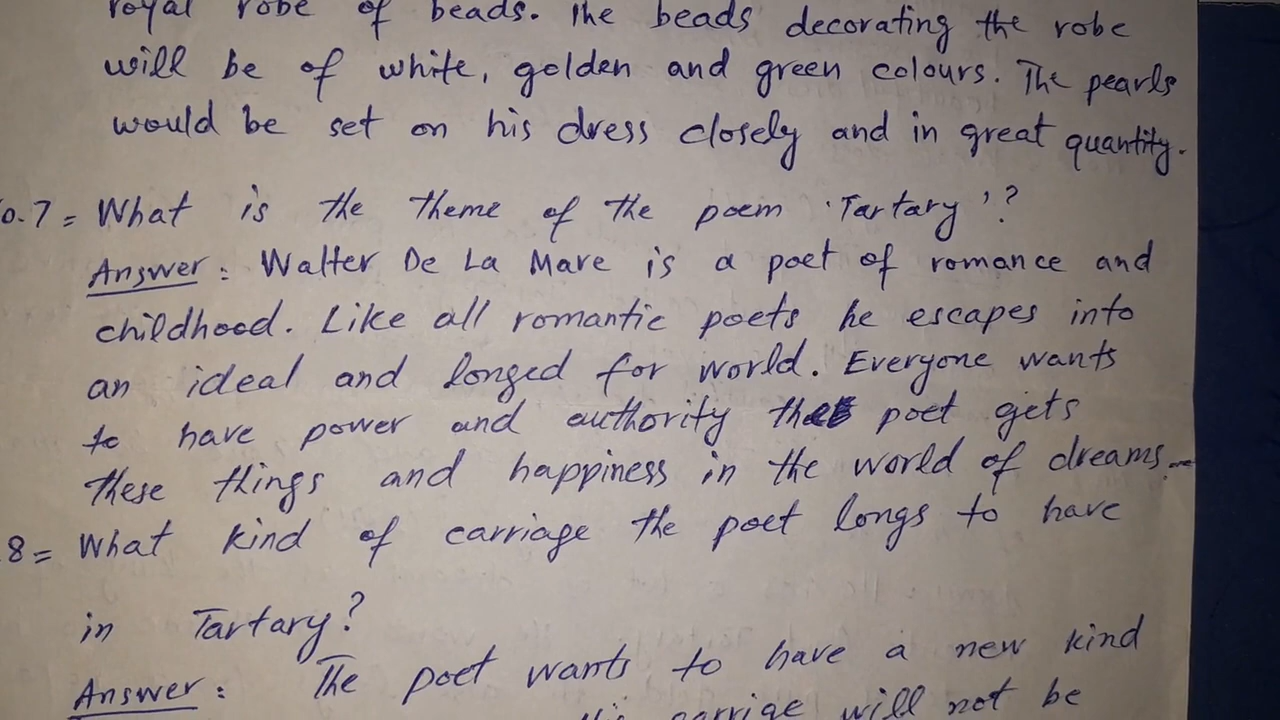 royal robe of beads. The beads decorating the robe
will be of white, golden and green colours. The pearls
would be set on his dress closely and in great quantity.
o.7 = What is the theme of the poem 'Tartary'?
Answer : Walter De La Mare is a poet of romance and
childhood. Like all romantic poets he escapes into
an ideal and longed for world. Everyone wants
to have power and authority the poet gets
these things and happiness in the world of dreams.
8 = What kind of carriage the poet longs to have
in Tartary?
Answer : The poet wants to have a new kind
carrige will not be